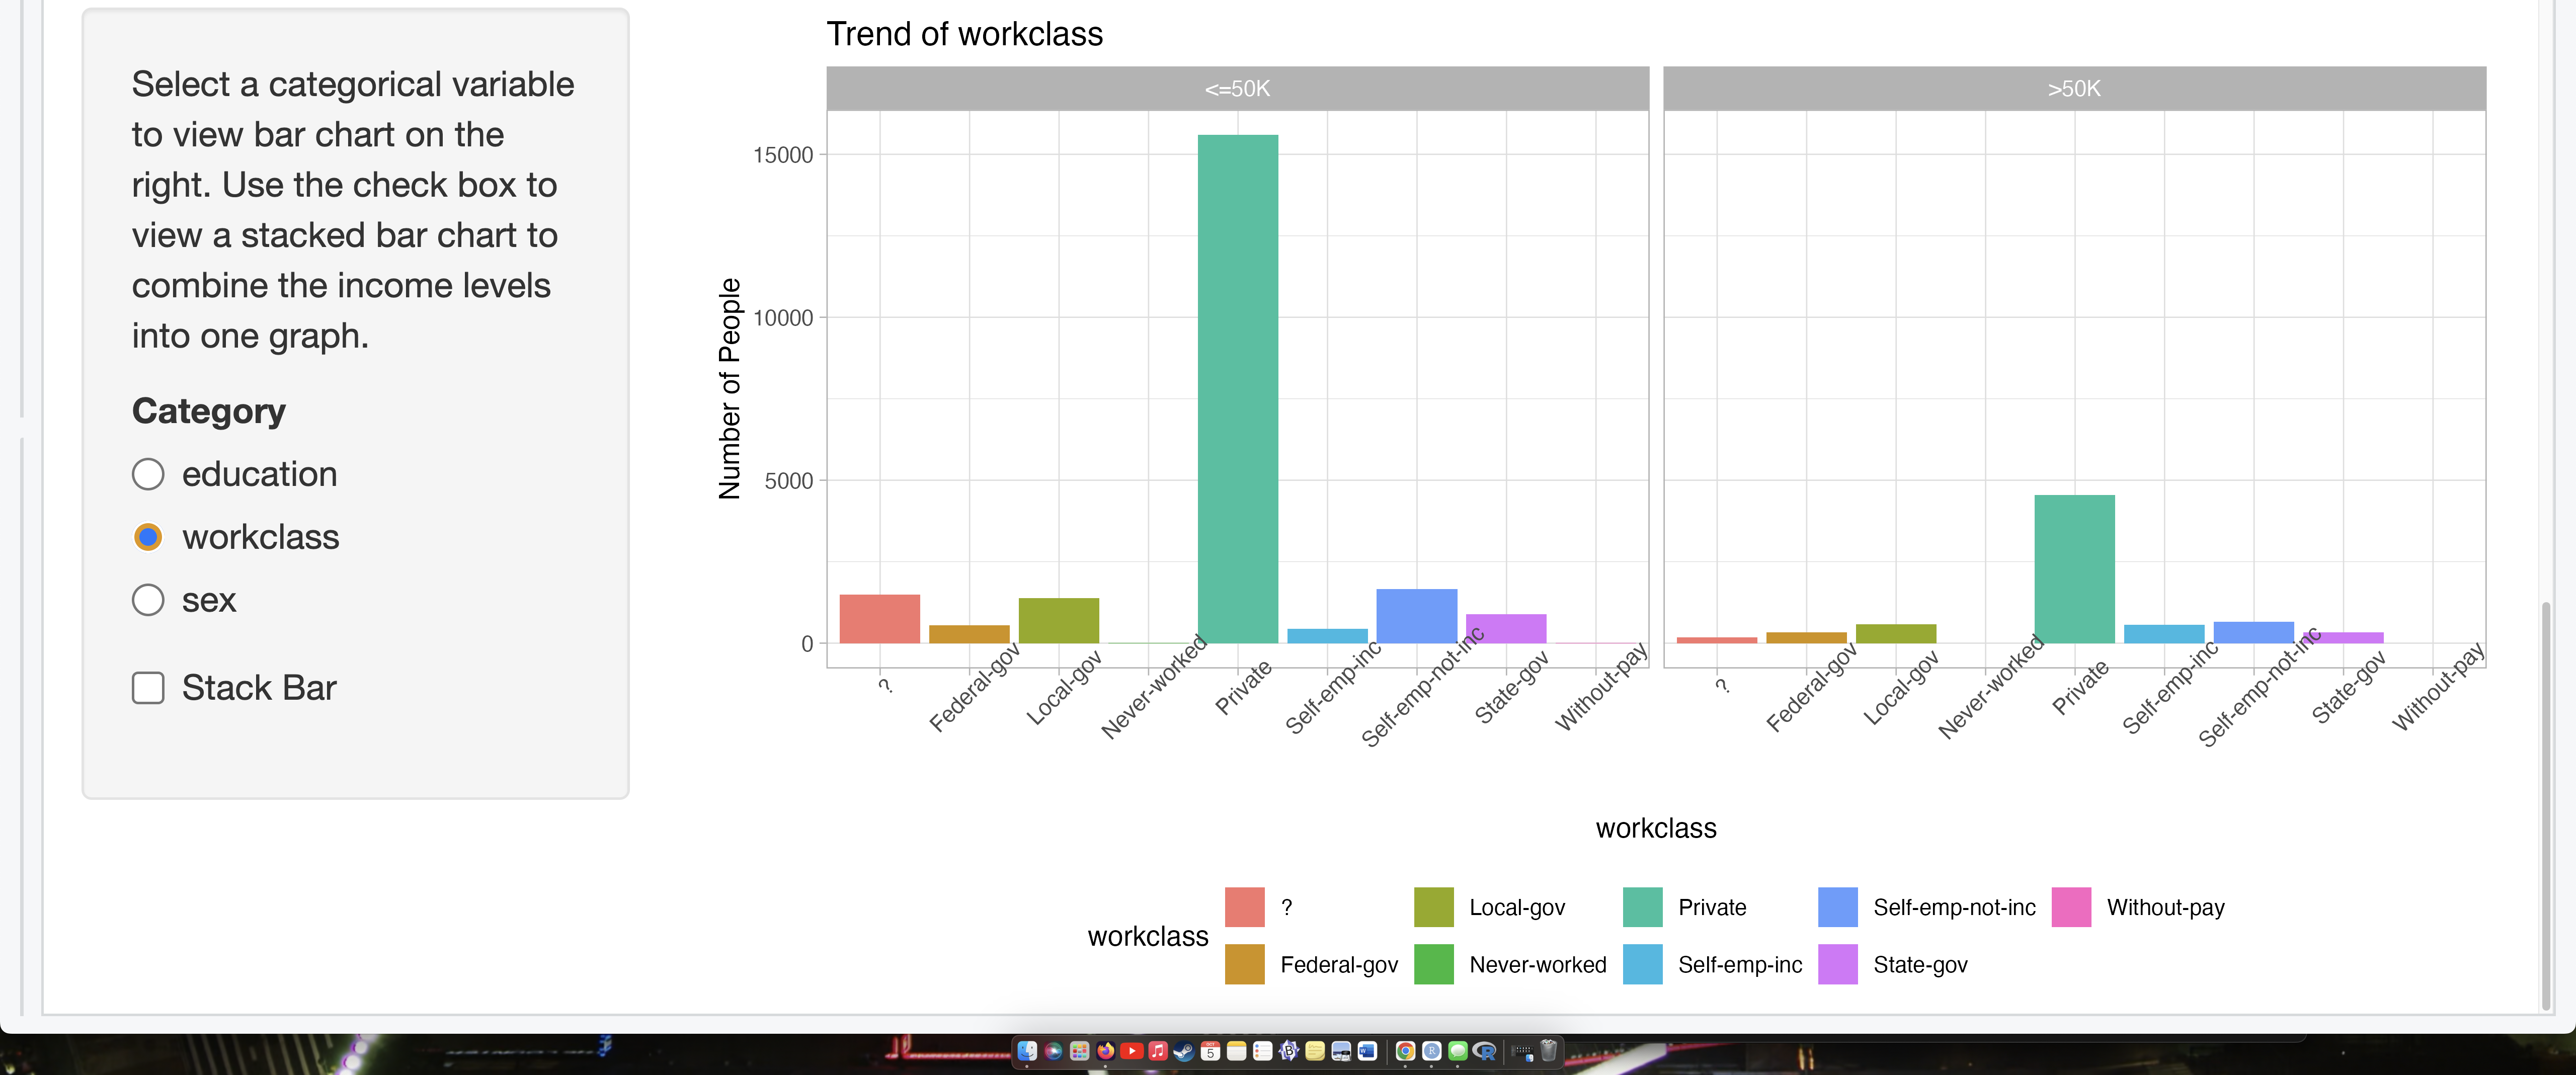 Select a categorical variable
to view bar chart on the
right. Use the check box to
view a stacked bar chart to
combine the income levels
into one graph.
Category
education
workclass
sex
Stack Bar
Trend of workclass
<=50K
>50K
Number of People
15000
10000
5000
0
?
Federal-gov
Local-gov
Never-worked
Private
Self-emp-inc
Self-emp-not-inc
State-gov
Without-pay
?
Federal-gov
Local-gov
Never-worked
Private
Self-emp-inc
Self-emp-not-inc
State-gov
Without-pay
workclass
workclass
? Local-gov Private Self-emp-not-inc Without-pay
Federal-gov Never-worked Self-emp-inc State-gov
5